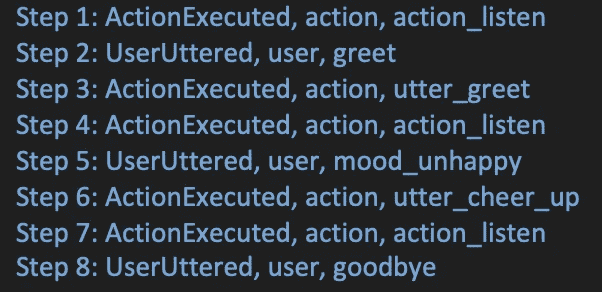 Step 1: ActionExecuted, action, action_listen
Step 2: UserUttered, user, greet
Step 3: ActionExecuted, action, utter_greet
Step 4: ActionExecuted, action, action_listen
Step 5: UserUttered, user, mood_unhappy
Step 6: ActionExecuted, action, utter_cheer_up
Step 7: ActionExecuted, action, action_listen
Step 8: UserUttered, user, goodbye